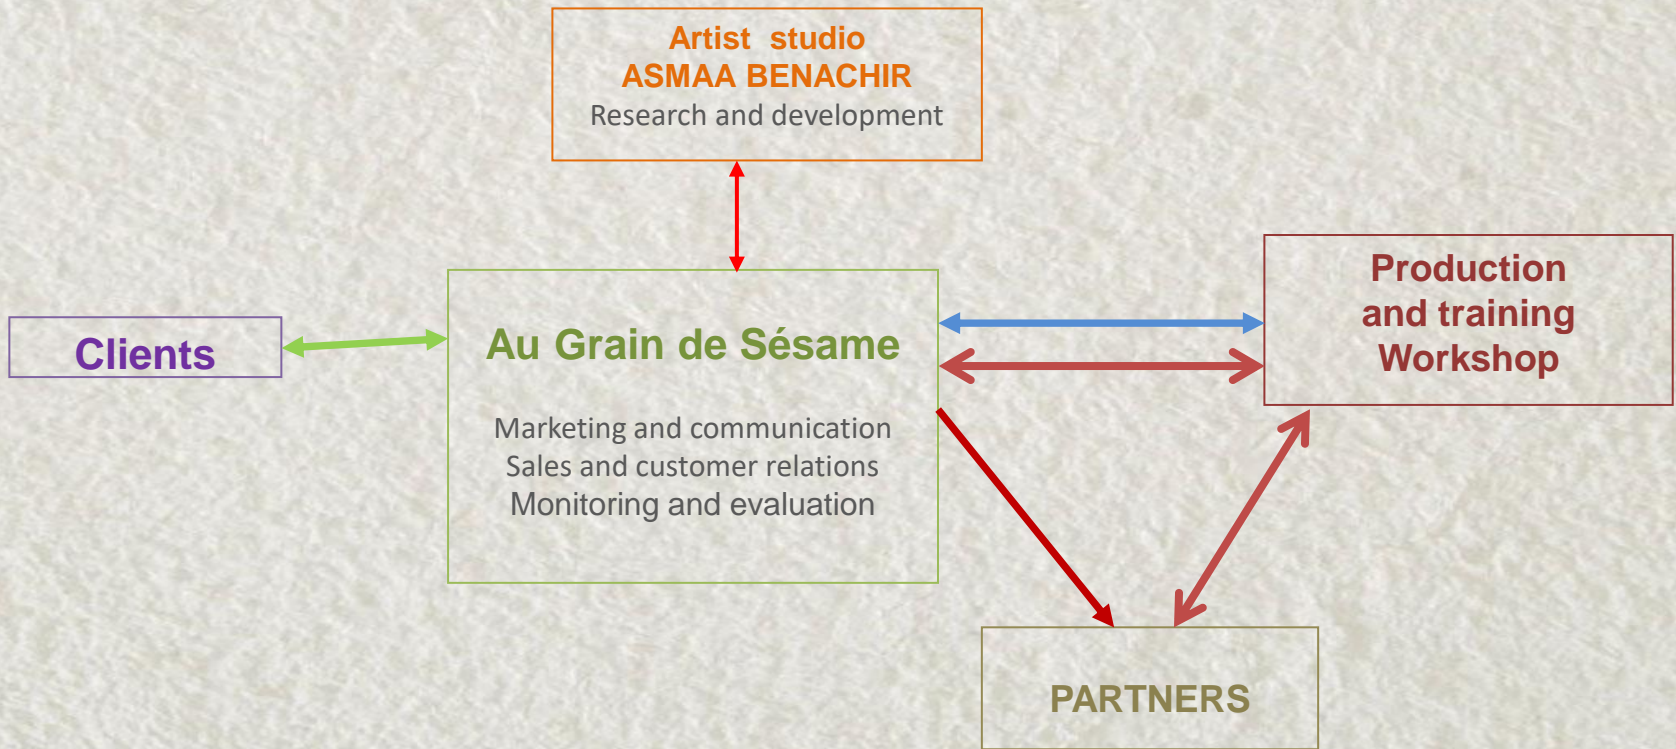 Artist studio
ASMAA BENACHIR
Research and development
Clients
Au Grain de Sésame
Marketing and communication
Sales and customer relations
Monitoring and evaluation
Production
and training
Workshop
PARTNERS